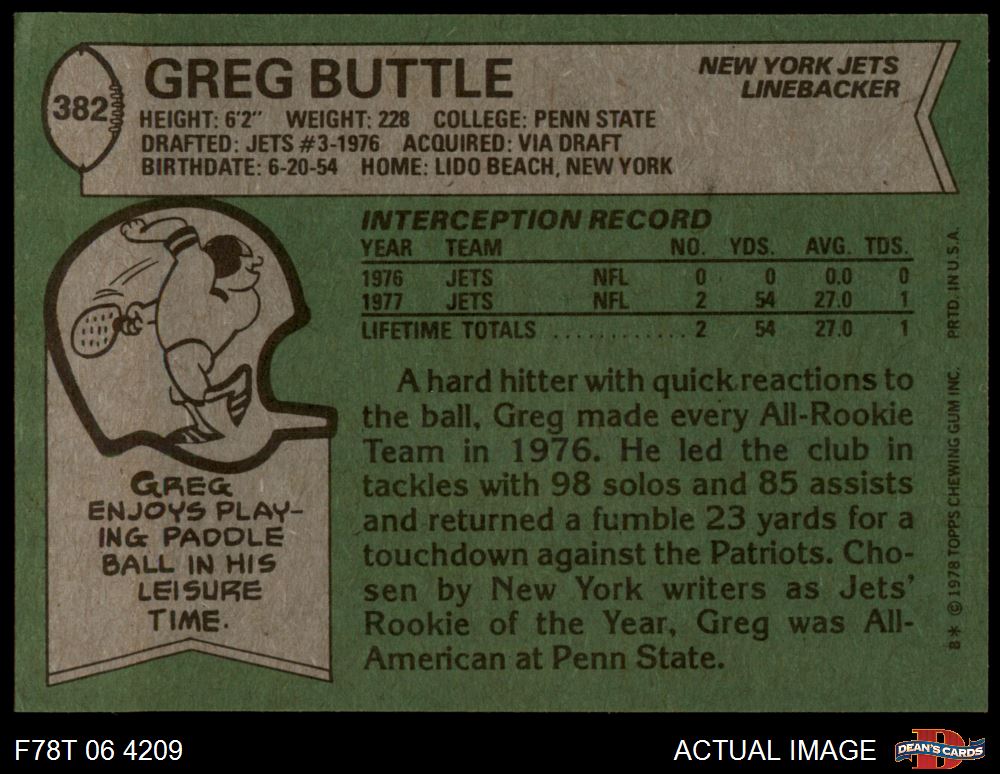 382
GREG BUTTLE
NEW YORK JETS
LINEBACKER
HEIGHT: 6'2" WEIGHT: 228 COLLEGE: PENN STATE
DRAFTED: JETS #3-1976 ACQUIRED: VIA DRAFT
BIRTHDATE: 6-20-54 HOME: LIDO BEACH, NEW YORK
INTERCEPTION RECORD
YEAR TEAM NO. YDS. AVG. TDS.
1976 JETS NFL 0 0 0.0 0
1977 JETS NFL 2 54 27.0 1
LIFETIME TOTALS ............ 2 54 27.0 1
A hard hitter with quick reactions to
the ball, Greg made every All-Rookie
Team in 1976. He led the club in
tackles with 98 solos and 85 assists
and returned a fumble 23 yards for a
touchdown against the Patriots. Cho-
sen by New York writers as Jets'
Rookie of the Year, Greg was All-
American at Penn State.
GREG
ENJOYS PLAY-
ING PADDLE
BALL IN HIS
LEISURE
TIME.
B* © 1978 TOPPS CHEWING GUM INC. PRTD. IN U.S.A.
F78T 06 4209
ACTUAL IMAGE
D
DEAN'S CARDS